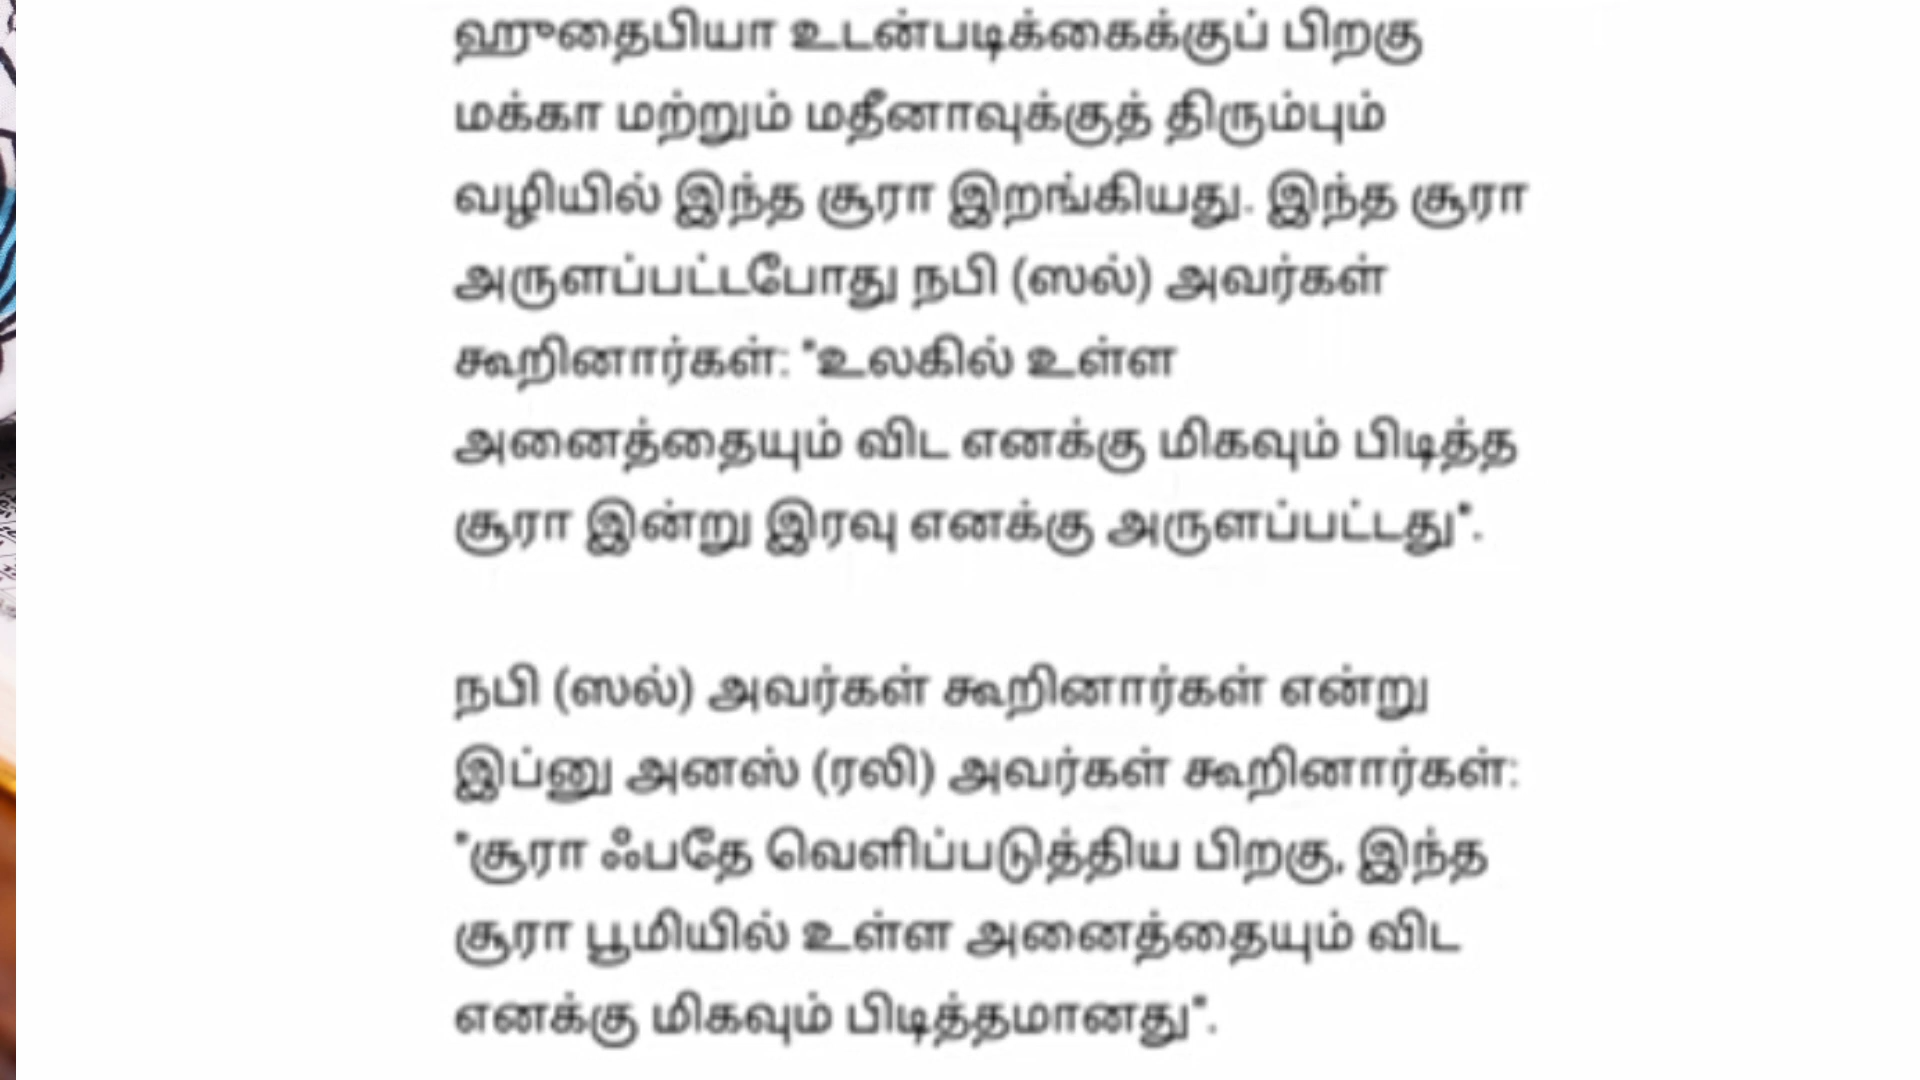 ஹுதைபியா உடன்படிக்கைக்குப் பிறகு
மக்கா மற்றும் மதீனாவுக்குத் திரும்பும்
வழியில் இந்த சூரா இறங்கியது. இந்த சூரா
அருளப்பட்டபோது நபி (ஸல்) அவர்கள்
கூறினார்கள்: "உலகில் உள்ள
அனைத்தையும் விட எனக்கு மிகவும் பிடித்த
சூரா இன்று இரவு எனக்கு அருளப்பட்டது".
நபி (ஸல்) அவர்கள் கூறினார்கள் என்று
இப்னு அனஸ் (ரலி) அவர்கள் கூறினார்கள்:
"சூரா ஃபதே வெளிப்படுத்திய பிறகு, இந்த
சூரா பூமியில் உள்ள அனைத்தையும் விட
எனக்கு மிகவும் பிடித்தமானது".